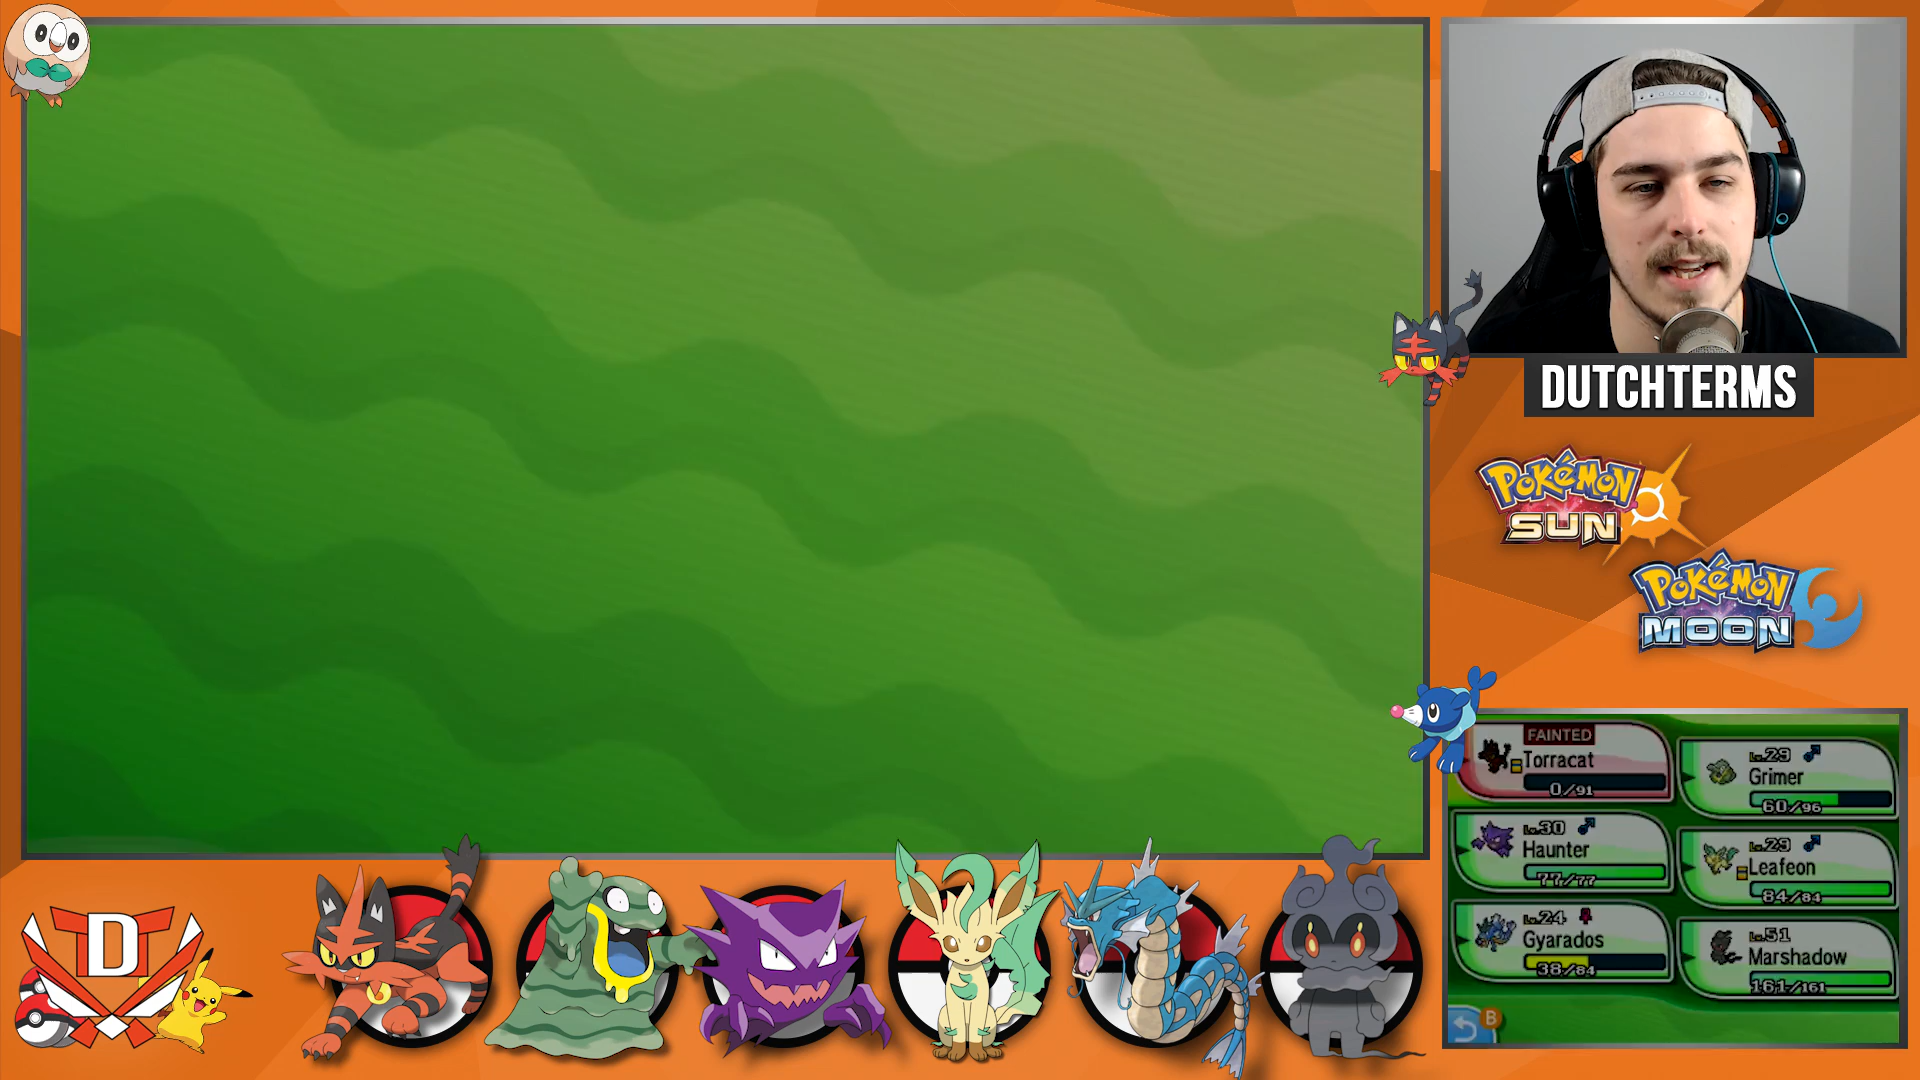 DUTCHTERMS
POKéMON
SUN
POKéMON
MOON
FAINTED
Torracat
0/91
Lv.29
Grimer
60/96
Lv.30
Haunter
77/77
Lv.29
Leafeon
84/84
Lv.24
Gyarados
38/84
Lv.51
Marshadow
161/161
B
DT